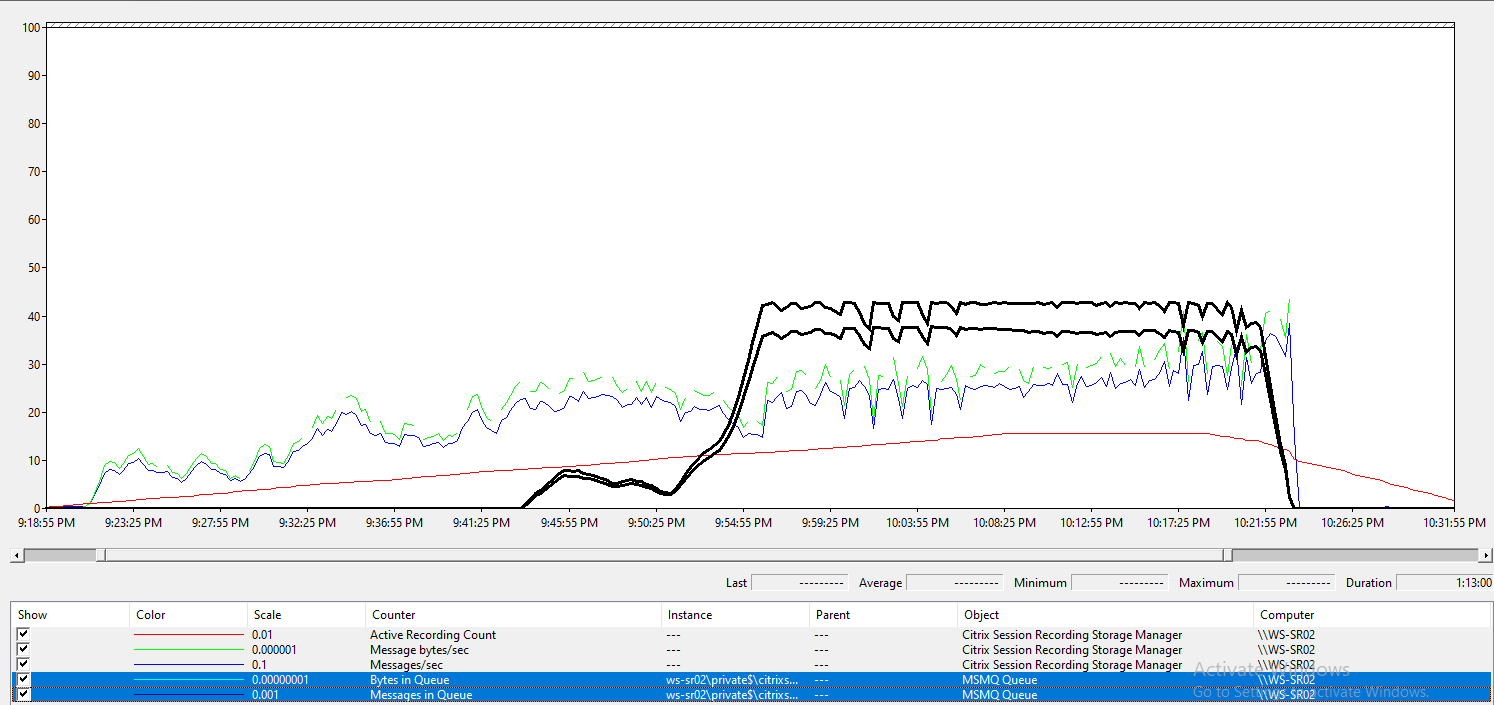 100
90
80
70
60
50
40
30
20
10
0
9:18:55 PM 9:23:25 PM 9:27:55 PM 9:32:25 PM 9:36:55 PM 9:41:25 PM 9:45:55 PM 9:50:25 PM 9:54:55 PM 9:59:25 PM 10:03:55 PM 10:08:25 PM 10:12:55 PM 10:17:25 PM 10:21:55 PM 10:26:25 PM 10:31:55 PM
Last --------- Average --------- Minimum --------- Maximum --------- Duration 1:13:00
Show Color Scale Counter Instance Parent Object Computer
0.01 Active Recording Count --- --- Citrix Session Recording Storage Manager \\WS-SR02
0.000001 Message bytes/sec --- --- Citrix Session Recording Storage Manager \\WS-SR02
0.1 Messages/sec --- --- Citrix Session Recording Storage Manager \\WS-SR02
0.00000001 Bytes in Queue ws-sr02\private$\citrixs... --- MSMQ Queue \\WS-SR02
0.001 Messages in Queue ws-sr02\private$\citrixs... --- MSMQ Queue \\WS-SR02
Activate Windows
Go to Settings to activate Windows.